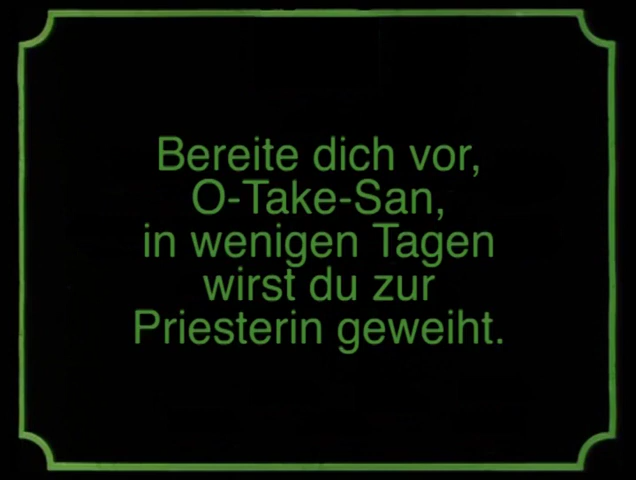 Bereite dich vor,
O-Take-San,
in wenigen Tagen
wirst du zur
Priesterin geweiht.